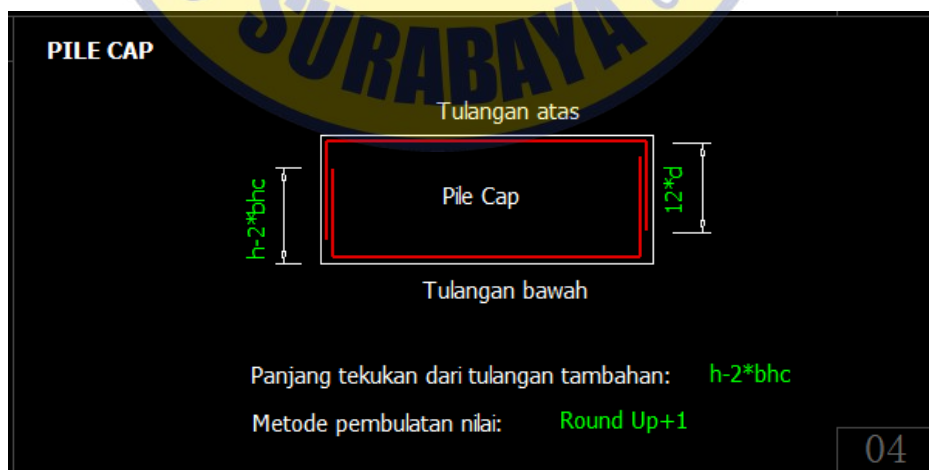 SURABAYA
PILE CAP
Tulangan atas
h-2*bhc
Pile Cap
12*d
Tulangan bawah
Panjang tekukan dari tulangan tambahan: h-2*bhc
Metode pembulatan nilai: Round Up+1
04